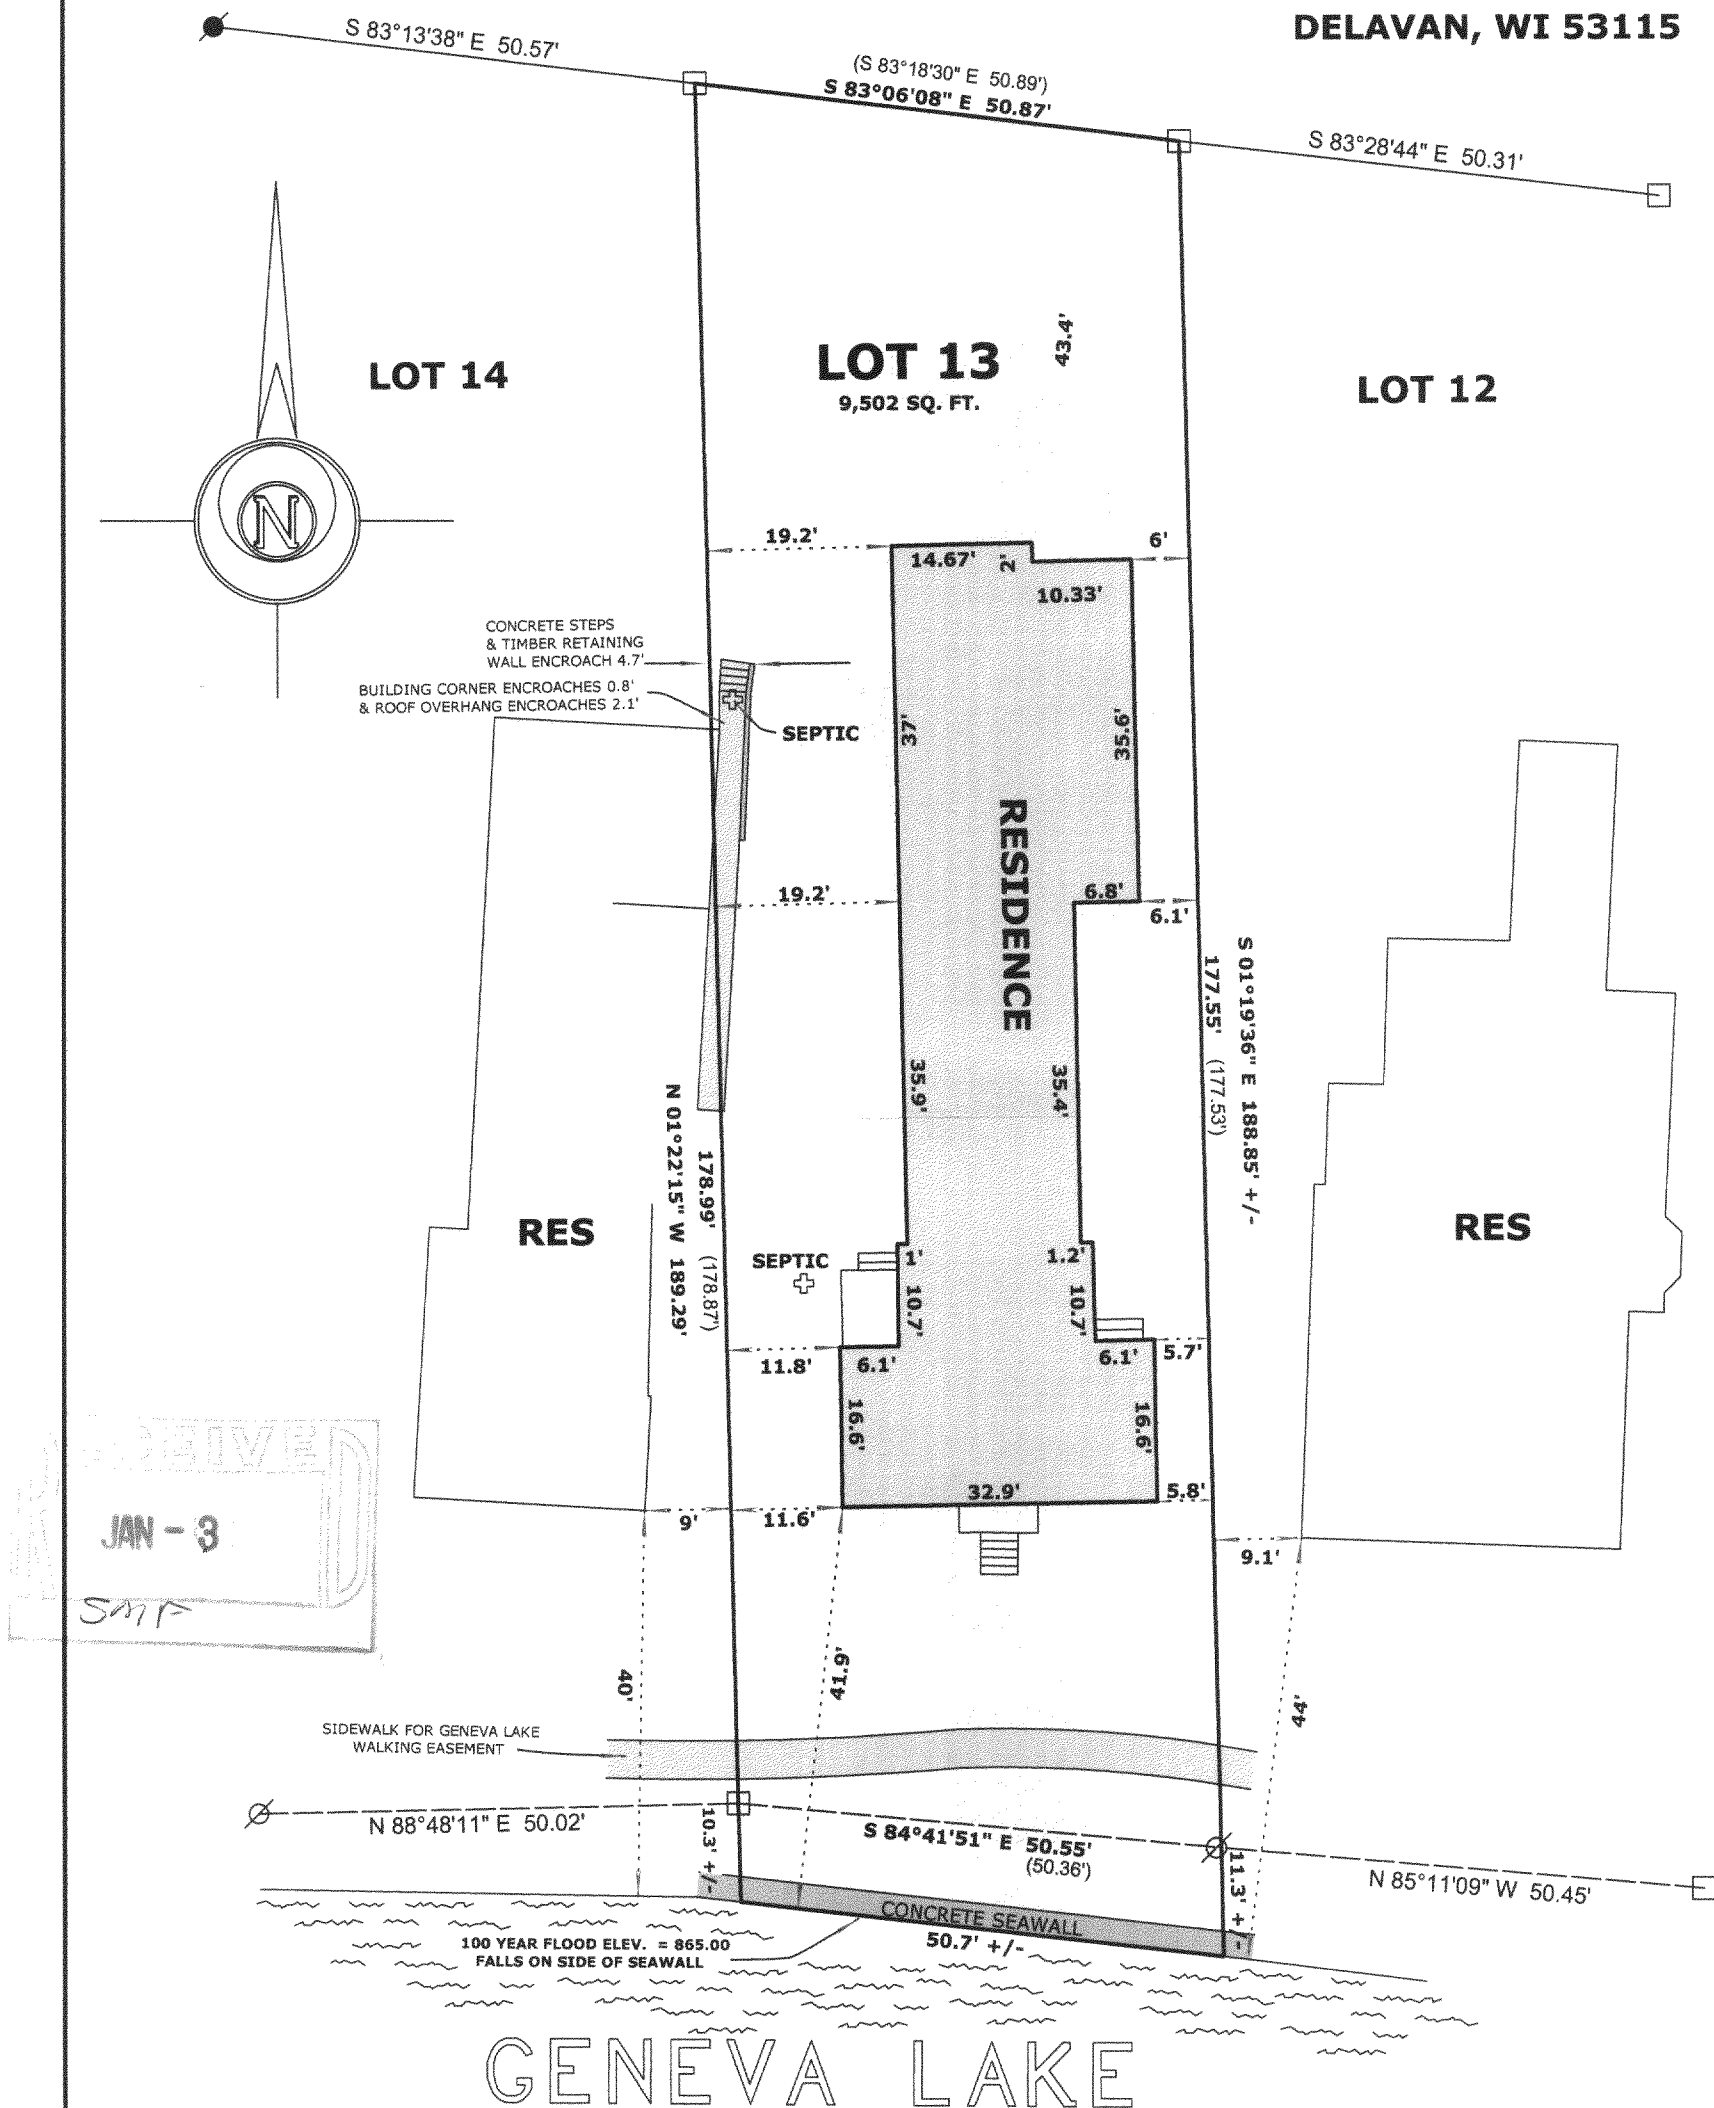 DELAVAN, WI 53115
S 83°13'38" E 50.57'
(S 83°18'30" E 50.89')
S 83°06'08" E 50.87'
S 83°28'44" E 50.31'
LOT 14
LOT 13
9,502 SQ. FT.
43.4'
LOT 12
N
19.2'
14.67'
2'
6'
10.33'
CONCRETE STEPS
& TIMBER RETAINING
WALL ENCROACH 4.7'
BUILDING CORNER ENCROACHES 0.8'
& ROOF OVERHANG ENCROACHES 2.1'
SEPTIC
37'
35.6'
RESIDENCE
19.2'
6.8'
6.1'
S 01°19'36" E 188.85' +/-
177.55' (177.53')
35.4'
N 01°22'15" W 189.29'
178.99' (178.87')
RES
RES
SEPTIC
1'
1.2'
10.7'
10.7'
11.8'
6.1'
6.1'
5.7'
16.6'
16.6'
32.9'
5.8'
9'
11.6'
9.1'
JAN - 3
40'
41.9'
44'
SIDEWALK FOR GENEVA LAKE
WALKING EASEMENT
N 88°48'11" E 50.02'
10.3' +/-
S 84°41'51" E 50.55'
(50.36')
11.3' +/-
N 85°11'09" W 50.45'
CONCRETE SEAWALL
50.7' +/-
100 YEAR FLOOD ELEV. = 865.00
FALLS ON SIDE OF SEAWALL
GENEVA LAKE